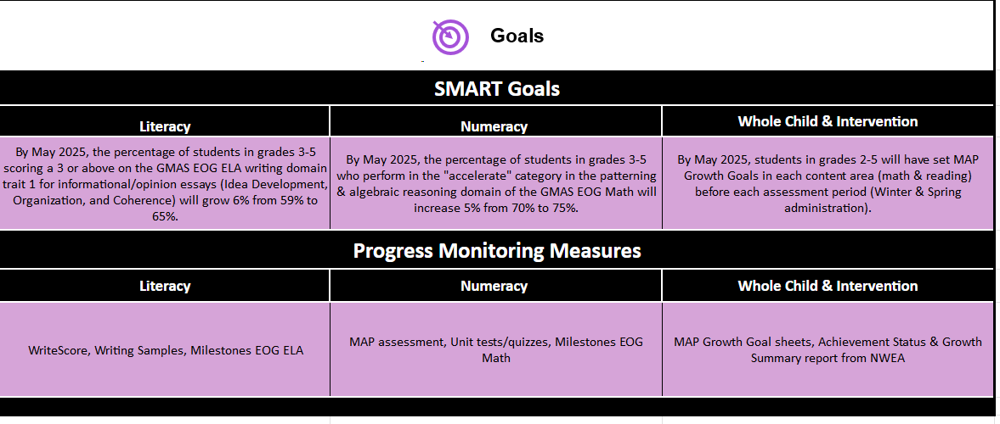 Goals
SMART Goals
Literacy
Numeracy
Whole Child & Intervention
By May 2025, the percentage of students in grades 3-5
scoring a 3 or above on the GMAS EOG ELA writing domain
trait 1 for informational/opinion essays (Idea Development,
Organization, and Coherence) will grow 6% from 59% to
65%.
By May 2025, the percentage of students in grades 3-5
who perform in the "accelerate" category in the patterning
& algebraic reasoning domain of the GMAS EOG Math will
increase 5% from 70% to 75%.
By May 2025, students in grades 2-5 will have set MAP
Growth Goals in each content area (math & reading)
before each assessment period (Winter & Spring
administration).
Progress Monitoring Measures
Literacy
Numeracy
Whole Child & Intervention
WriteScore, Writing Samples, Milestones EOG ELA
MAP assessment, Unit tests/quizzes, Milestones EOG
Math
MAP Growth Goal sheets, Achievement Status & Growth
Summary report from NWEA